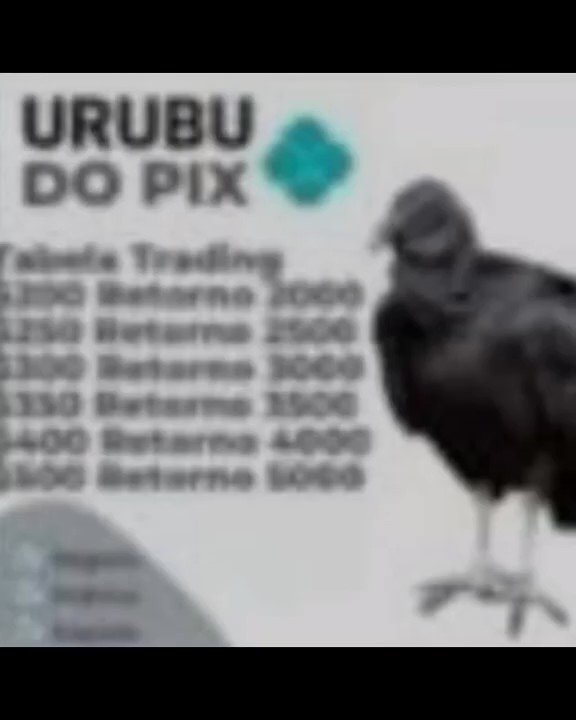 URUBU
DO PIX
Tabela Trading
$200 Retorno 2000
$250 Retorno 2500
$300 Retorno 3000
$350 Retorno 3500
$400 Retorno 4000
$500 Retorno 5000